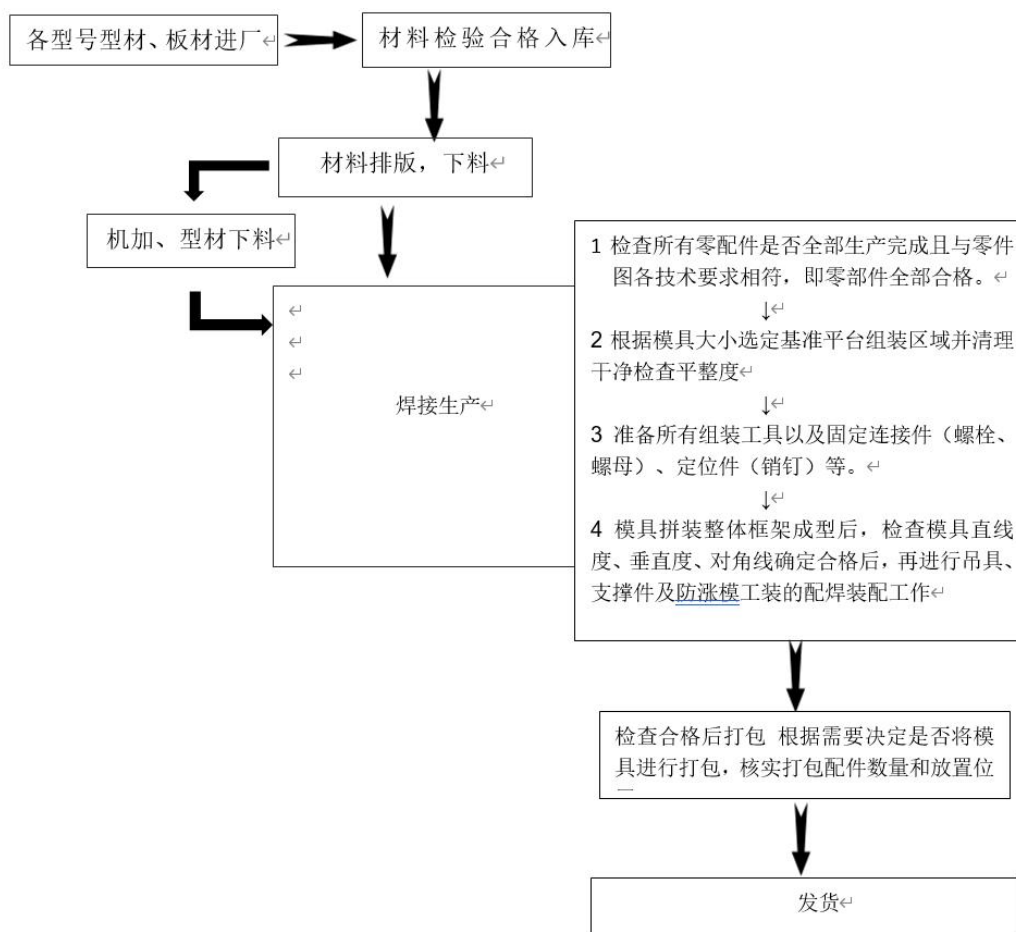 各型号型材、板材进厂↵
材料检验合格入库↵
材料排版，下料↵
机加、型材下料↵
↵
↵
↵
焊接生产↵
1 检查所有零配件是否全部生产完成且与零件
图各技术要求相符，即零部件全部合格。↵
↓↵
2 根据模具大小选定基准平台组装区域并清理
干净检查平整度↵
↓↵
3 准备所有组装工具以及固定连接件（螺栓、
螺母）、定位件（销钉）等。↵
↓↵
4 模具拼装整体框架成型后，检查模具直线
度、垂直度、对角线确定合格后，再进行吊具、
支撑件及防涨模工装的配焊装配工作↵
检查合格后打包 根据需要决定是否将模
具进行打包，核实打包配件数量和放置位
发货↵